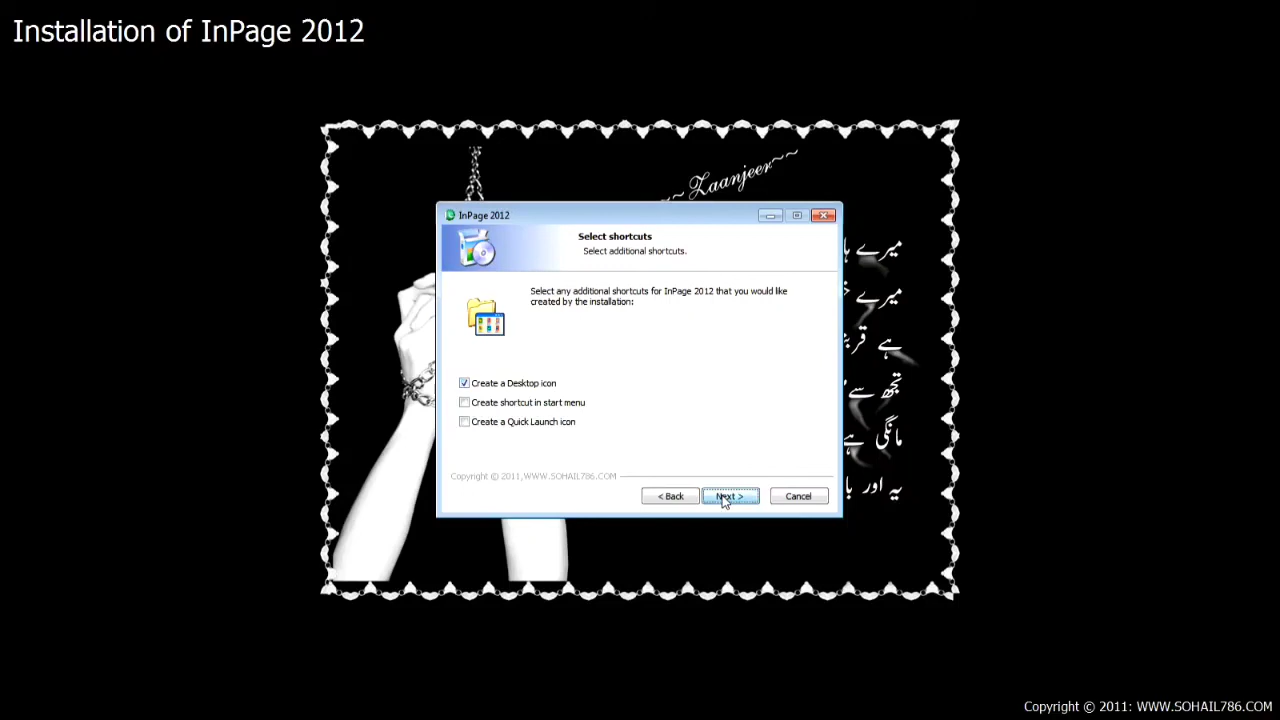 Installation of InPage 2012
~~Zaanjeer~~
InPage 2012
Select shortcuts
Select additional shortcuts.
Select any additional shortcuts for InPage 2012 that you would like
created by the installation:
Create a Desktop icon
Create shortcut in start menu
Create a Quick Launch icon
Copyright © 2011,WWW.SOHAIL786.COM
< Back
Next >
Cancel
میرے
میرے
ہے
تجھ سے
مانگی ہے
یہ اور
Copyright © 2011: WWW.SOHAIL786.COM